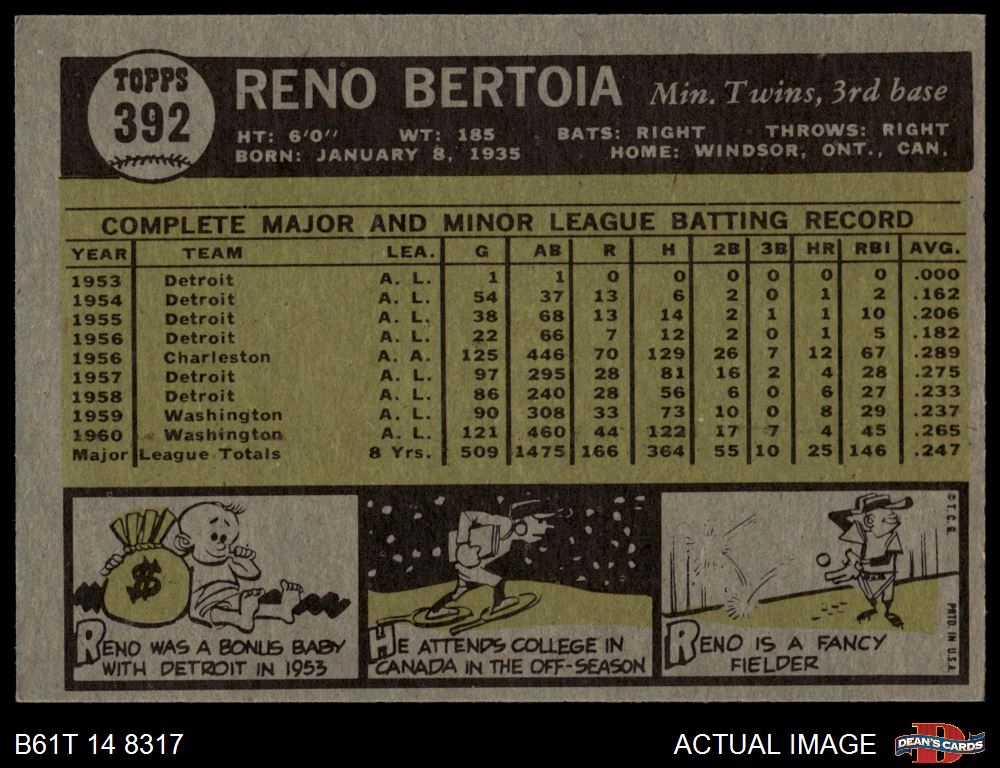 TOPPS
392
RENO BERTOIA Min. Twins, 3rd base
HT: 6'0" WT: 185 BATS: RIGHT THROWS: RIGHT
BORN: JANUARY 8, 1935 HOME: WINDSOR, ONT., CAN.
COMPLETE MAJOR AND MINOR LEAGUE BATTING RECORD
YEAR TEAM LEA. G AB R H 2B 3B HR RBI AVG.
1953 Detroit A. L. 1 1 0 0 0 0 0 0 .000
1954 Detroit A. L. 54 37 13 6 2 0 1 2 .162
1955 Detroit A. L. 38 68 13 14 2 1 1 10 .206
1956 Detroit A. L. 22 66 7 12 2 0 1 5 .182
1956 Charleston A. A. 125 446 70 129 26 7 12 67 .289
1957 Detroit A. L. 97 295 28 81 16 2 4 28 .275
1958 Detroit A. L. 86 240 28 56 6 0 6 27 .233
1959 Washington A. L. 90 308 33 73 10 0 8 29 .237
1960 Washington A. L. 121 460 44 122 17 7 4 45 .265
Major League Totals 8 Yrs. 509 1475 166 364 55 10 25 146 .247
$
RENO WAS A BONUS BABY
WITH DETROIT IN 1953
HE ATTENDS COLLEGE IN
CANADA IN THE OFF-SEASON
RENO IS A FANCY
FIELDER
© T. C. G.
PRTD. IN U.S.A.
B61T 14 8317
ACTUAL IMAGE
D
DEAN'S CARDS